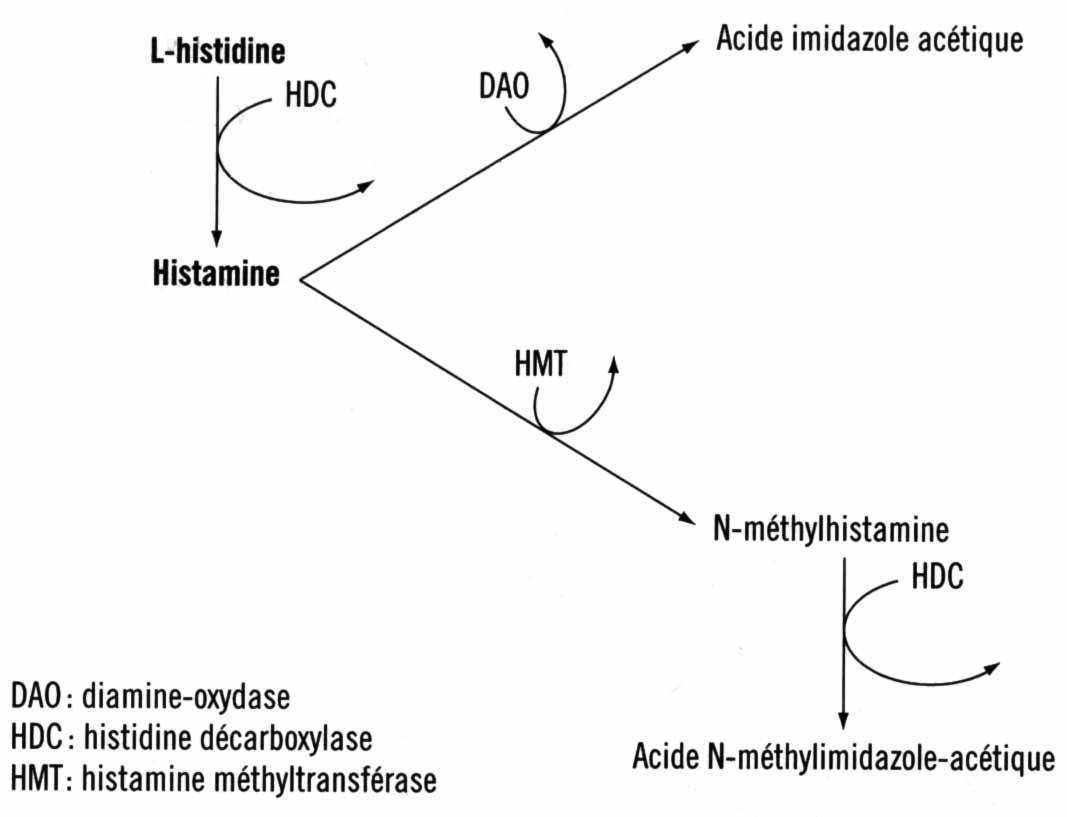 L-histidine
HDC
Histamine
DAO
Acide imidazole acétique
HMT
N-méthylhistamine
HDC
Acide N-méthylimidazole-acétique
DAO: diamine-oxydase
HDC: histidine décarboxylase
HMT: histamine méthyltransférase